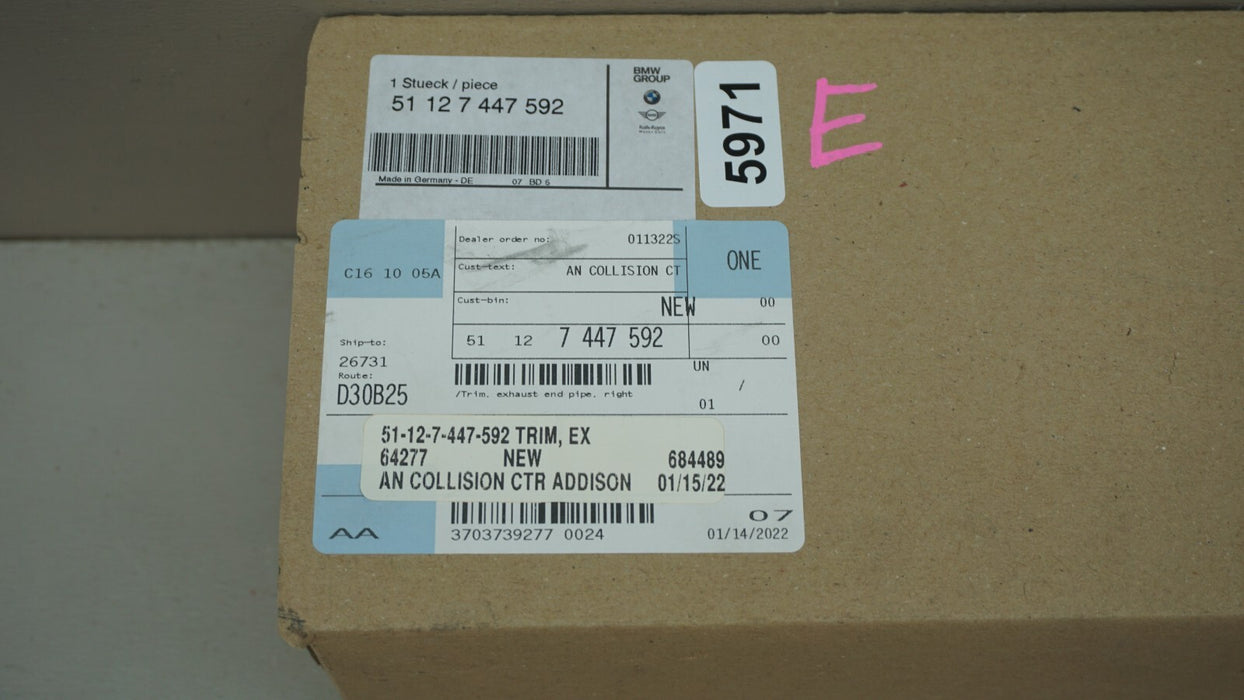 1 Stueck / piece
51 12 7 447 592
Made in Germany - DE 07 BD 6
BMW
GROUP
Rolls-Royce
5971
E
C16 10 05A
Dealer order no: 011322S
Cust-text: AN COLLISION CT
Cust-bin: NEW
ONE
00
51 12 7 447 592
00
Ship-to:
26731
Route:
D30B25
/Trim. exhaust end pipe. right
UN
/
01
51-12-7-447-592 TRIM, EX
64277 NEW 684489
AN COLLISION CTR ADDISON 01/15/22
AA
3703739277 0024
07
01/14/2022